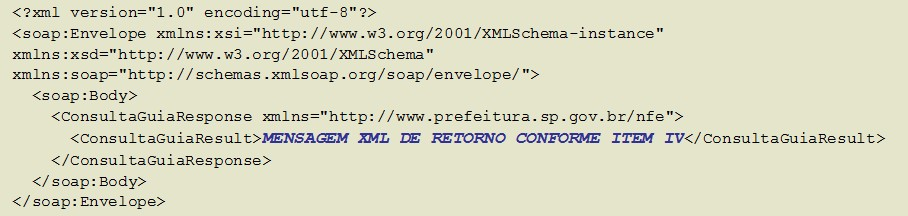 <?xml version="1.0" encoding="utf-8"?>
<soap:Envelope xmlns:xsi="http://www.w3.org/2001/XMLSchema-instance"
xmlns:xsd="http://www.w3.org/2001/XMLSchema"
xmlns:soap="http://schemas.xmlsoap.org/soap/envelope/">
  <soap:Body>
    <ConsultaGuiaResponse xmlns="http://www.prefeitura.sp.gov.br/nfe">
      <ConsultaGuiaResult>MENSAGEM XML DE RETORNO CONFORME ITEM IV</ConsultaGuiaResult>
    </ConsultaGuiaResponse>
  </soap:Body>
</soap:Envelope>